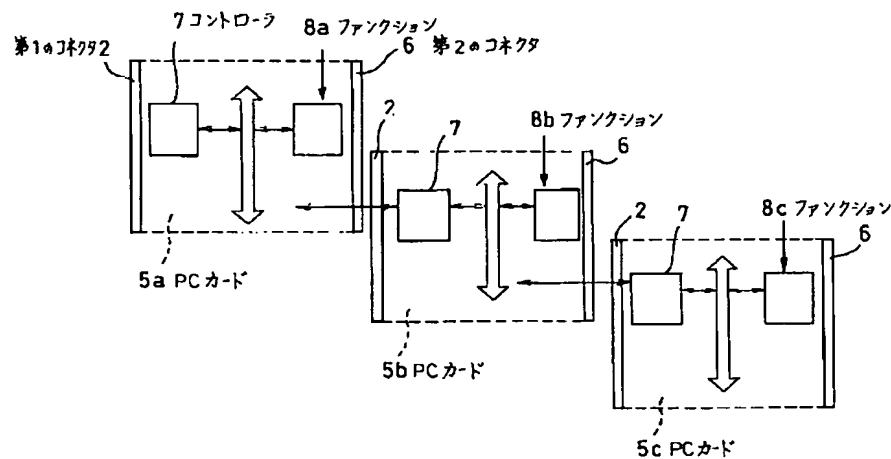 7 コントローラ
8a ファンクション
第1のコネクタ2
6 第2のコネクタ
2
7
8b ファンクション
6
5a PCカード
2
7
8c ファンクション
6
5b PCカード
5c PCカード